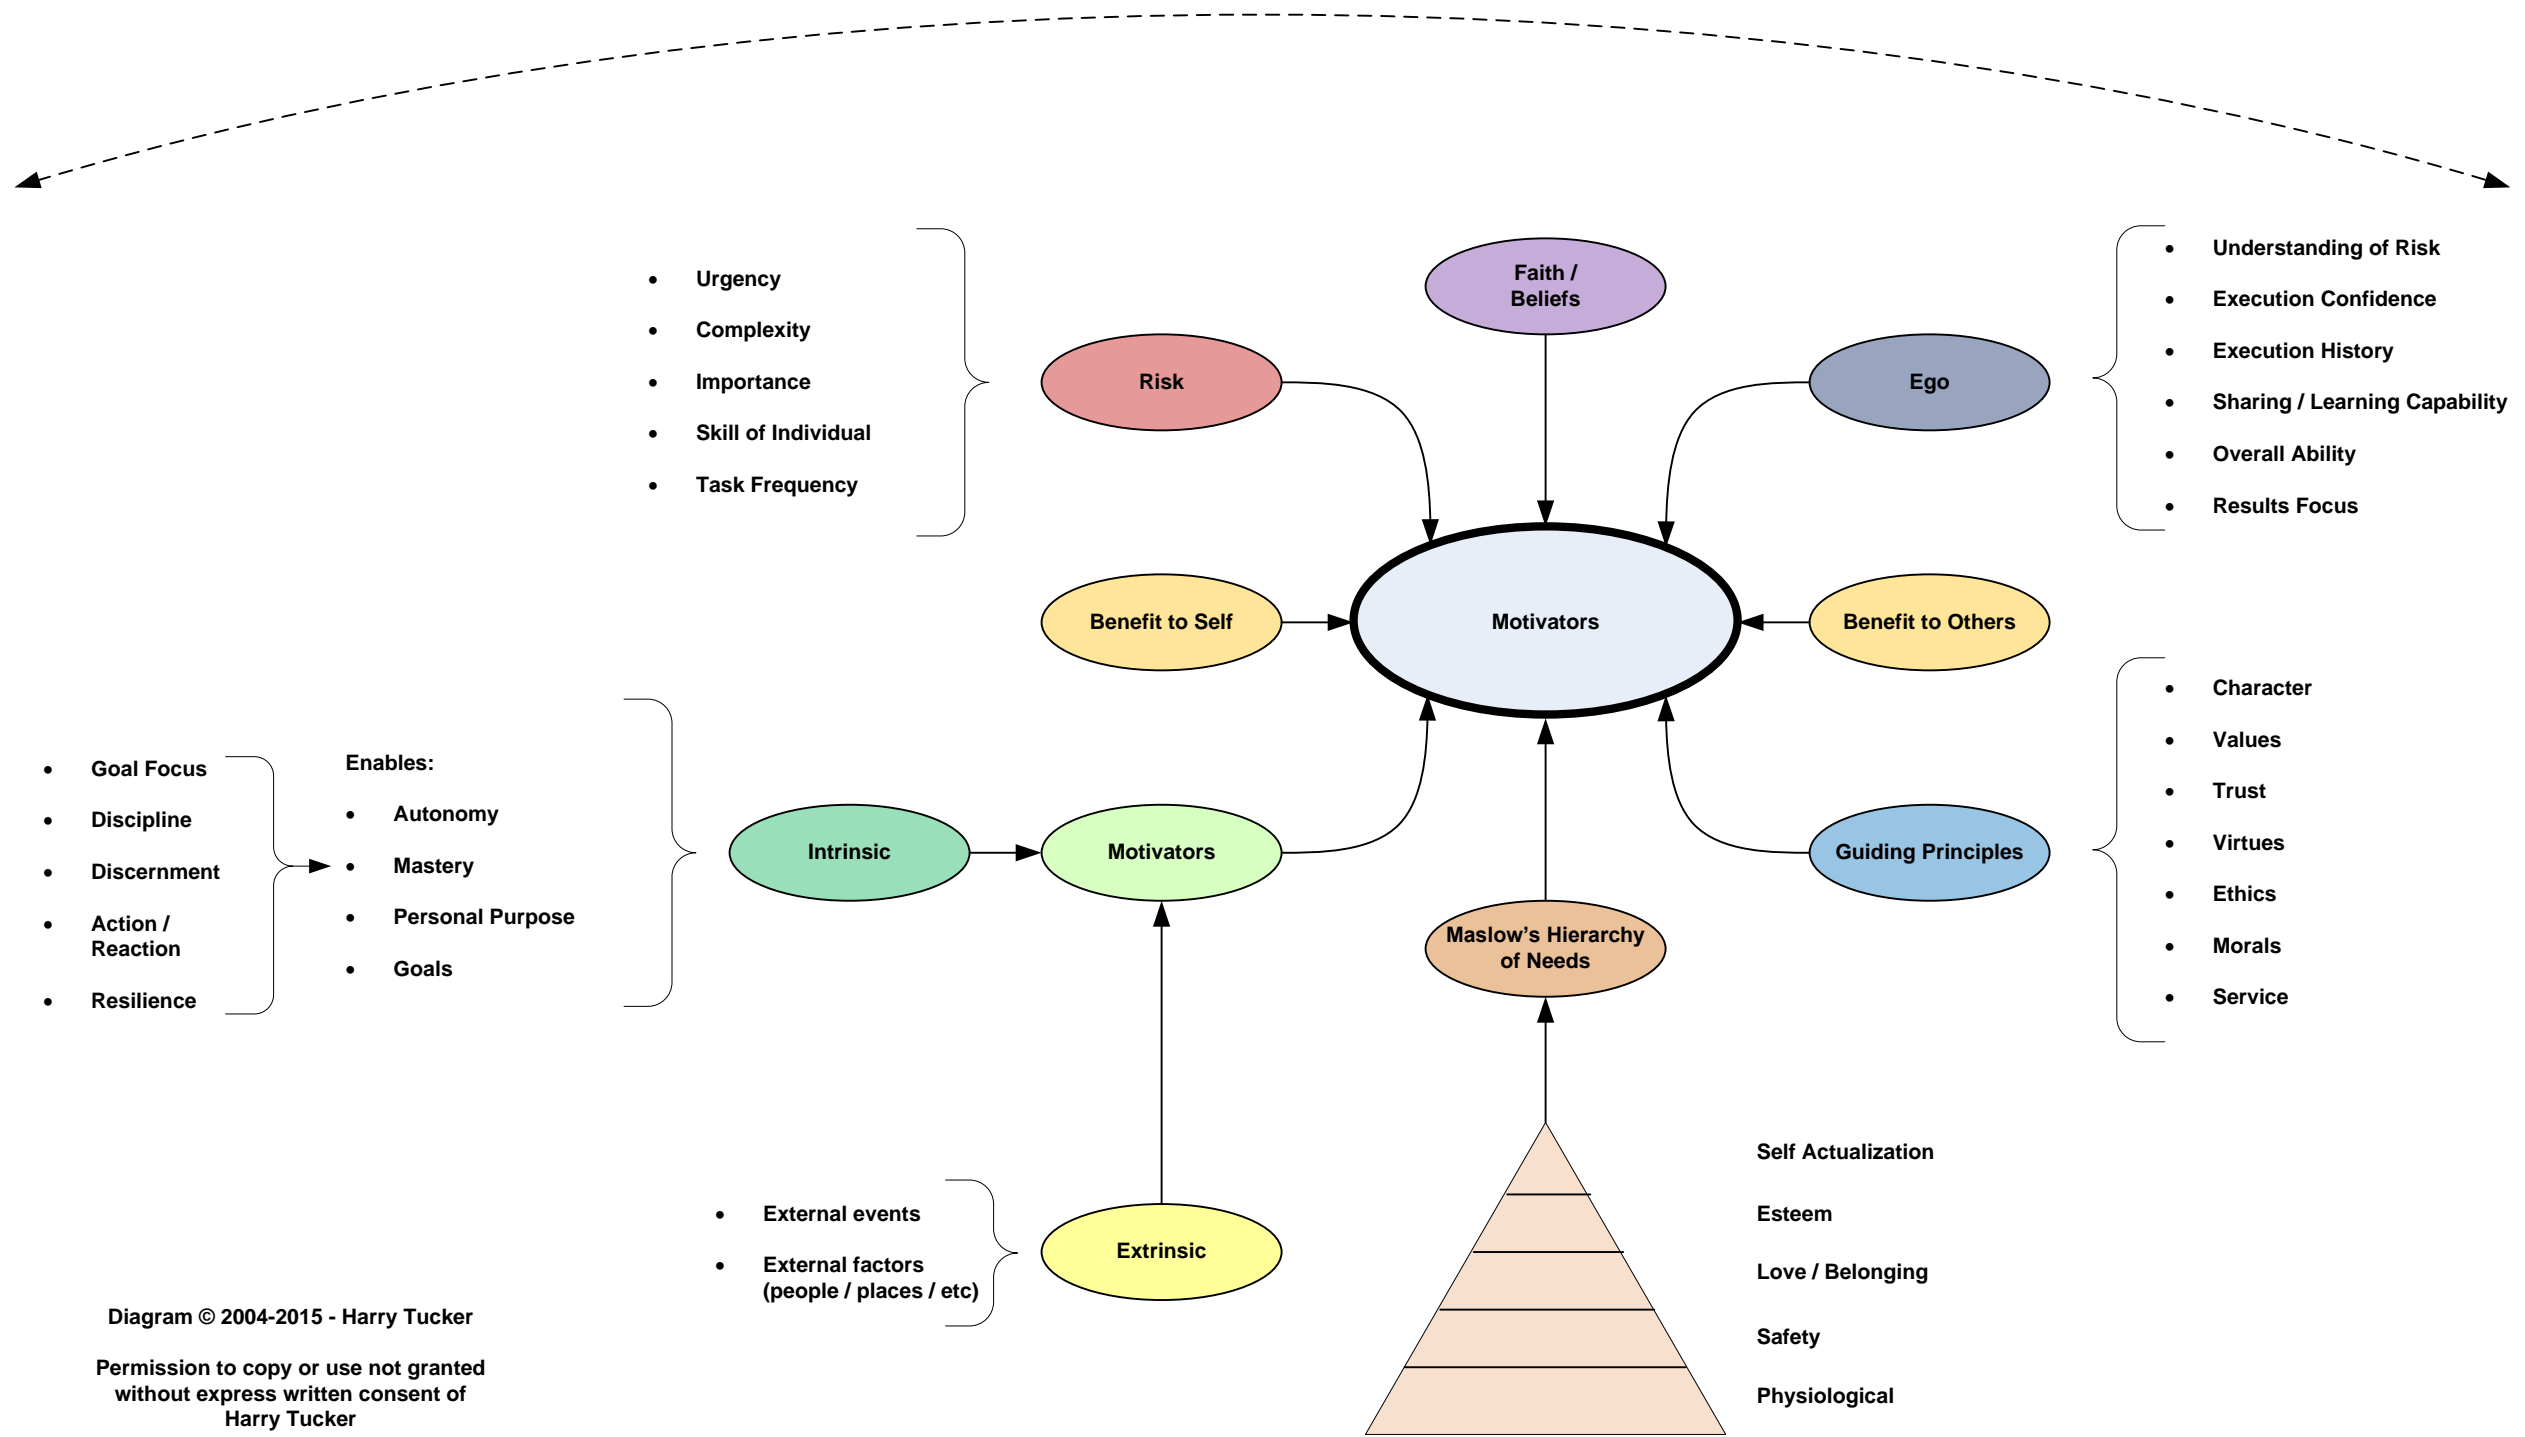 Urgency
Complexity
Importance
Skill of Individual
Task Frequency
Risk
Faith /
Beliefs
Ego
Understanding of Risk
Execution Confidence
Execution History
Sharing / Learning Capability
Overall Ability
Results Focus
Benefit to Self
Motivators
Benefit to Others
Goal Focus
Discipline
Discernment
Action /
Reaction
Resilience
Enables:
Autonomy
Mastery
Personal Purpose
Goals
Intrinsic
Motivators
Maslow’s Hierarchy
of Needs
Guiding Principles
Character
Values
Trust
Virtues
Ethics
Morals
Service
External events
External factors
(people / places / etc)
Extrinsic
Self Actualization
Esteem
Love / Belonging
Safety
Physiological
Diagram © 2004-2015 - Harry Tucker
Permission to copy or use not granted
without express written consent of
Harry Tucker